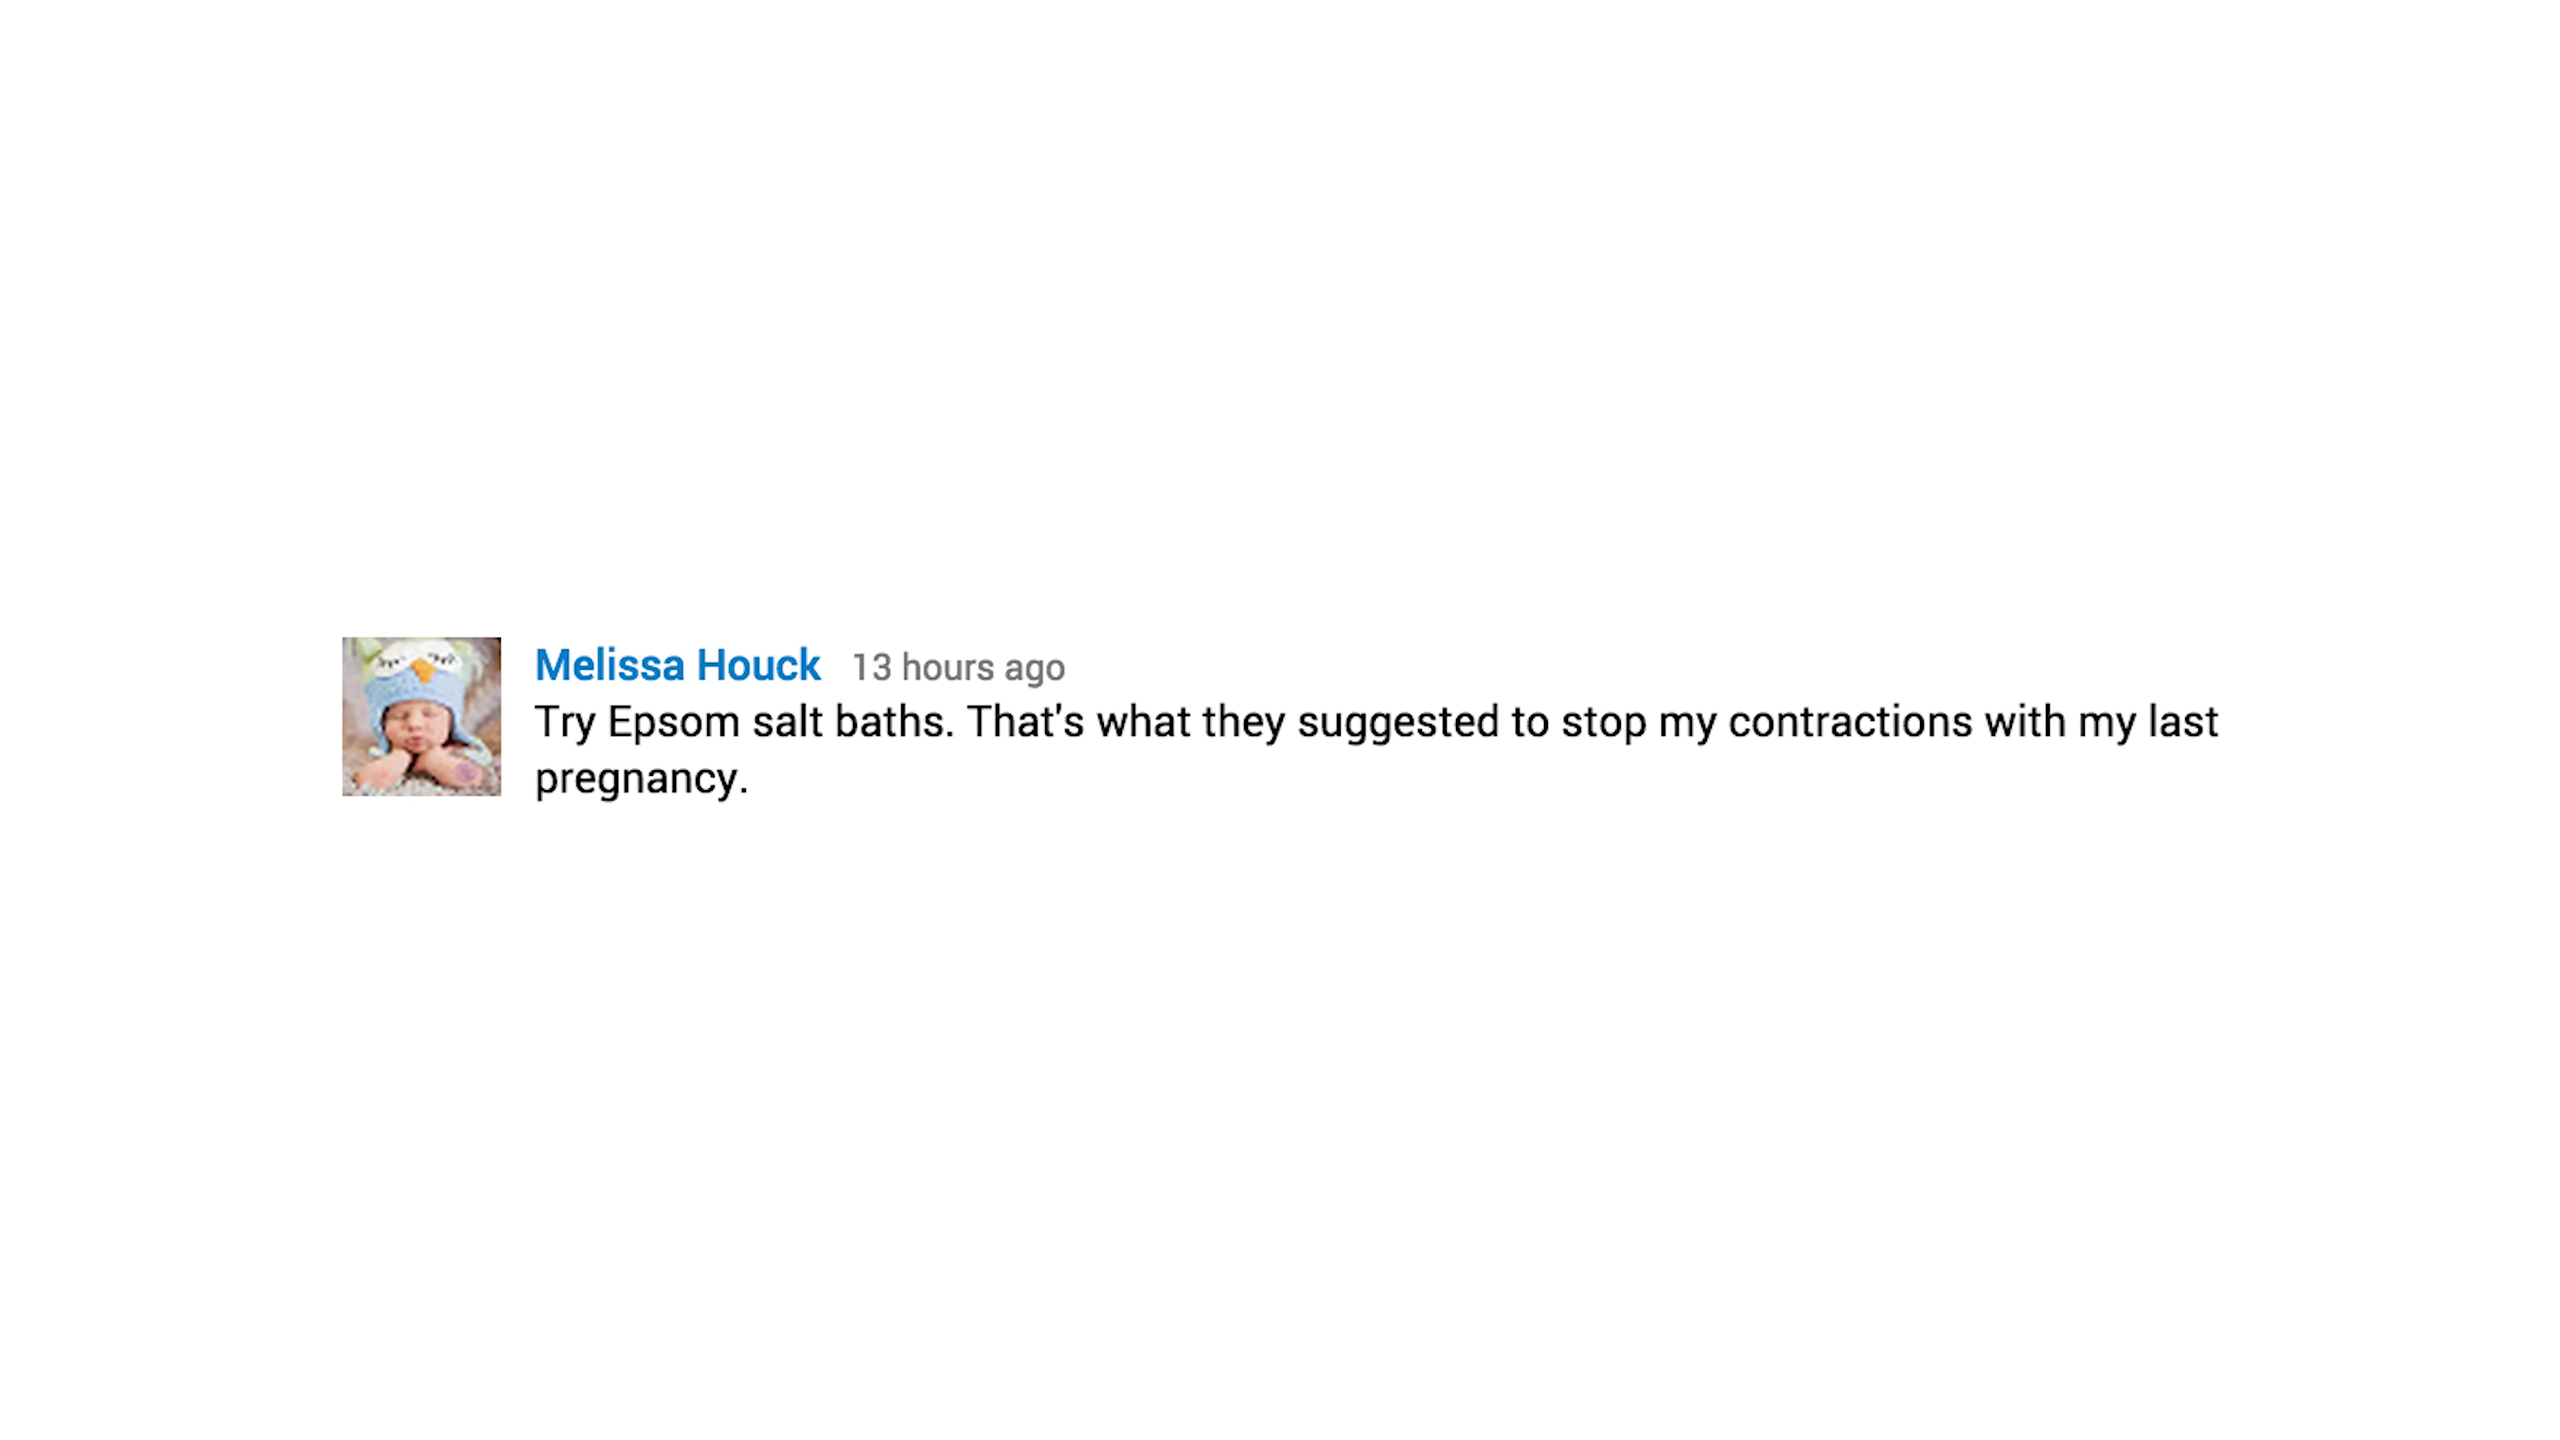 Melissa Houck 13 hours ago
Try Epsom salt baths. That's what they suggested to stop my contractions with my last
pregnancy.